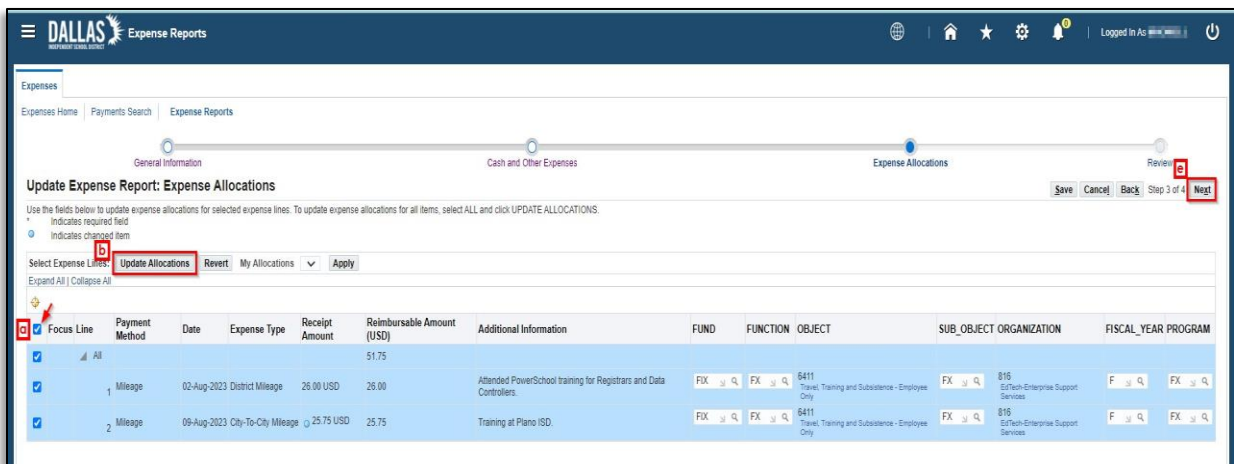 DALLAS INDEPENDENT SCHOOL DISTRICT Expense Reports 0 Logged In As
Expenses
Expenses Home Payments Search Expense Reports
General Information Cash and Other Expenses Expense Allocations Review
e
Update Expense Report: Expense Allocations Save Cancel Back Step 3 of 4 Next
Use the fields below to update expense allocations for selected expense lines. To update expense allocations for all items, select ALL and click UPDATE ALLOCATIONS.
* Indicates required field
Indicates changed item
b
Select Expense Lines: Update Allocations Revert My Allocations Apply
Expand All | Collapse All
a Focus Line Payment Method Date Expense Type Receipt Amount Reimbursable Amount (USD) Additional Information FUND FUNCTION OBJECT SUB_OBJECT ORGANIZATION FISCAL_YEAR PROGRAM
All 51.75
1 Mileage 02-Aug-2023 District Mileage 26.00 USD 26.00 Attended PowerSchool training for Registrars and Data Controllers. FIX FX 6411 Travel, Training and Subsistence - Employee Only FX 816 EdTech-Enterprise Support Services F FX
2 Mileage 09-Aug-2023 City-To-City Mileage 25.75 USD 25.75 Training at Plano ISD. FIX FX 6411 Travel, Training and Subsistence - Employee Only FX 816 EdTech-Enterprise Support Services F FX